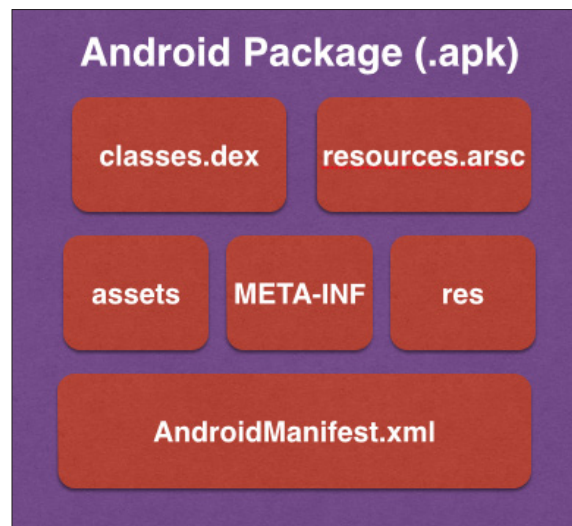 Android Package (.apk)
classes.dex
resources.arsc
assets
META-INF
res
AndroidManifest.xml